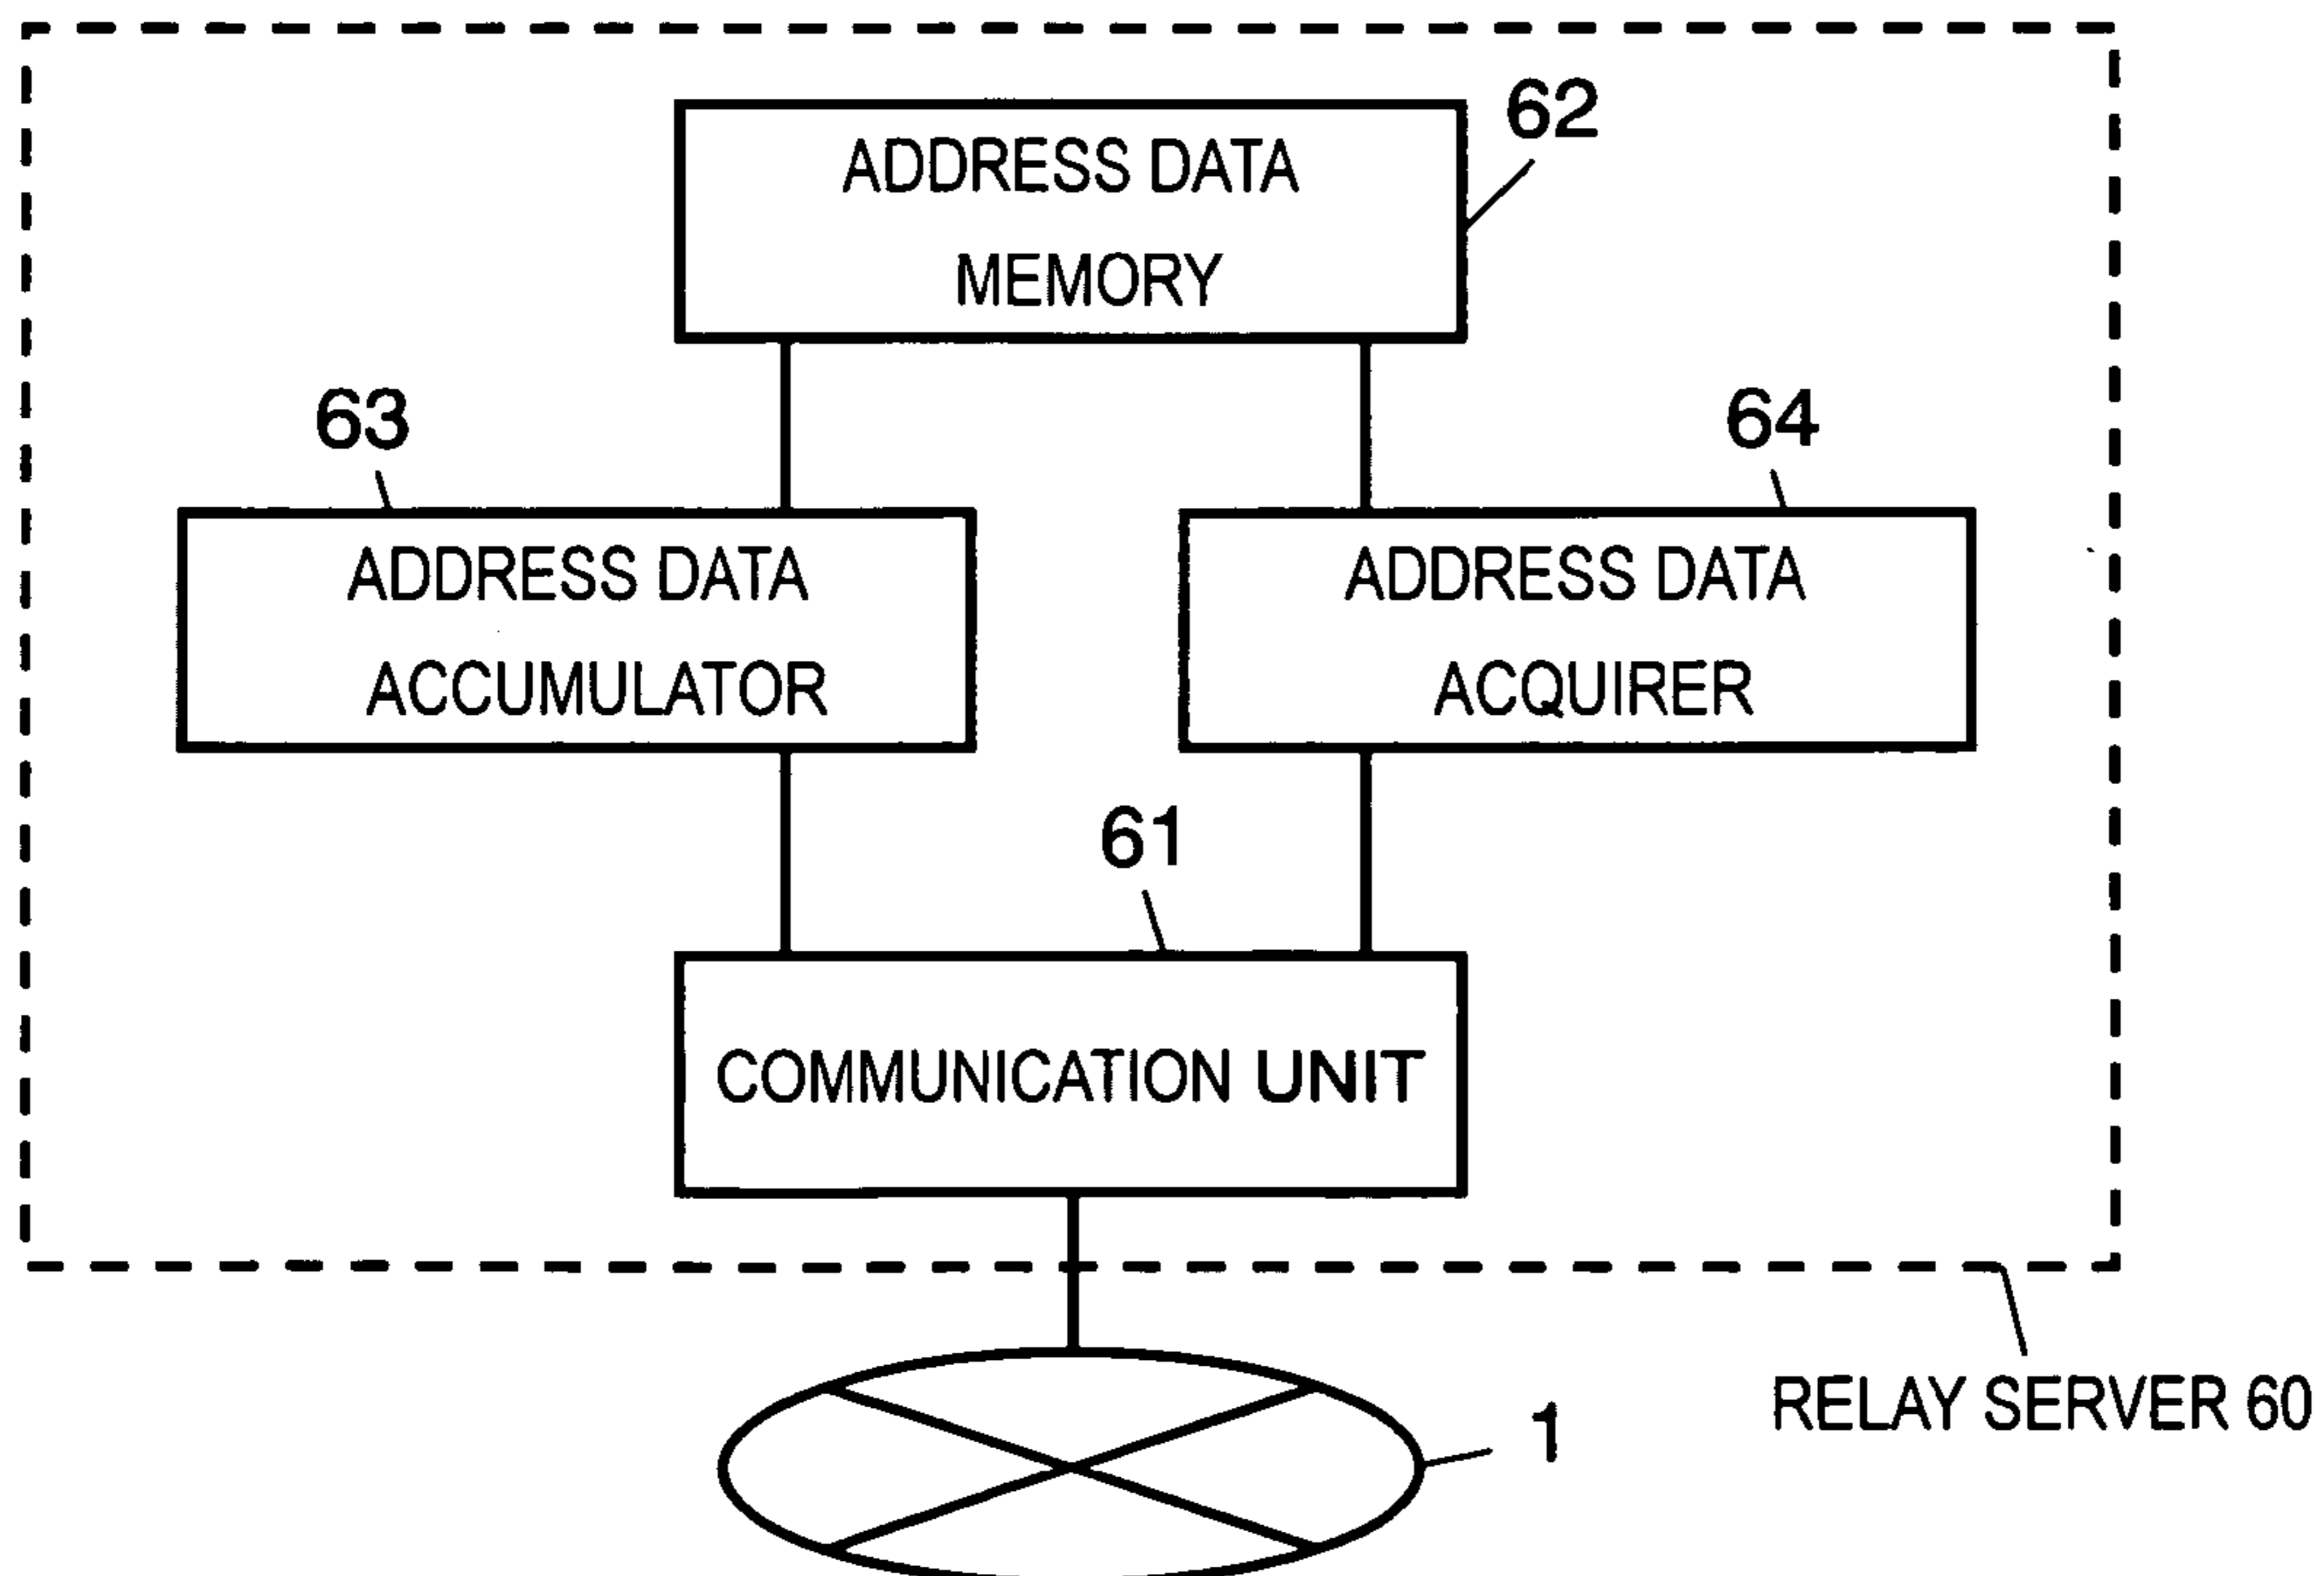 62
ADDRESS DATA
MEMORY
63
64
ADDRESS DATA
ACCUMULATOR
ADDRESS DATA
ACQUIRER
61
COMMUNICATION UNIT
RELAY SERVER 60
1